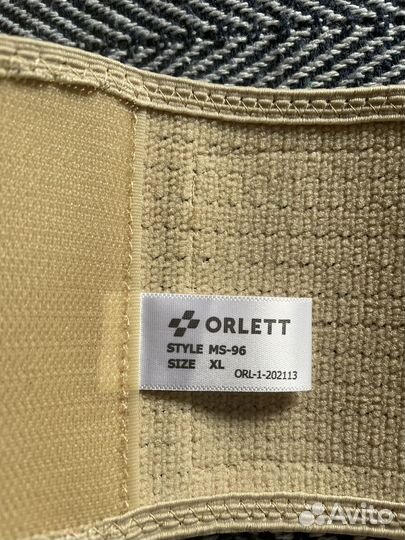 ORLETT
STYLE MS-96
SIZE XL
ORL-1-202113
Avito